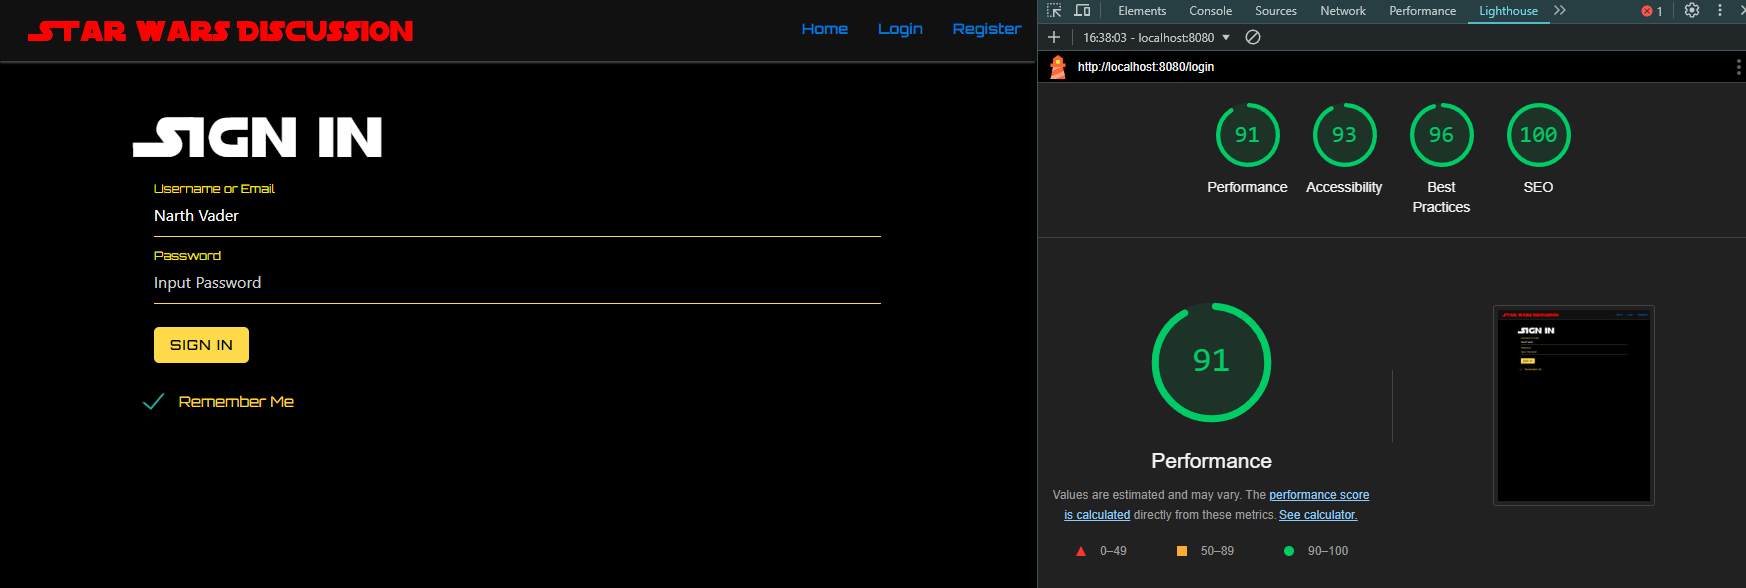 STAR WARS DISCUSSION
Home Login Register
SIGN IN
Username or Email
Narth Vader
Password
Input Password
SIGN IN
Remember Me
Elements Console Sources Network Performance Lighthouse 1
16:38:03 - localhost:8080
http://localhost:8080/login
91 93 96 100
Performance Accessibility Best Practices SEO
91
Performance
Values are estimated and may vary. The performance score
is calculated directly from these metrics. See calculator.
0–49 50–89 90–100
STAR WARS DISCUSSION
SIGN IN